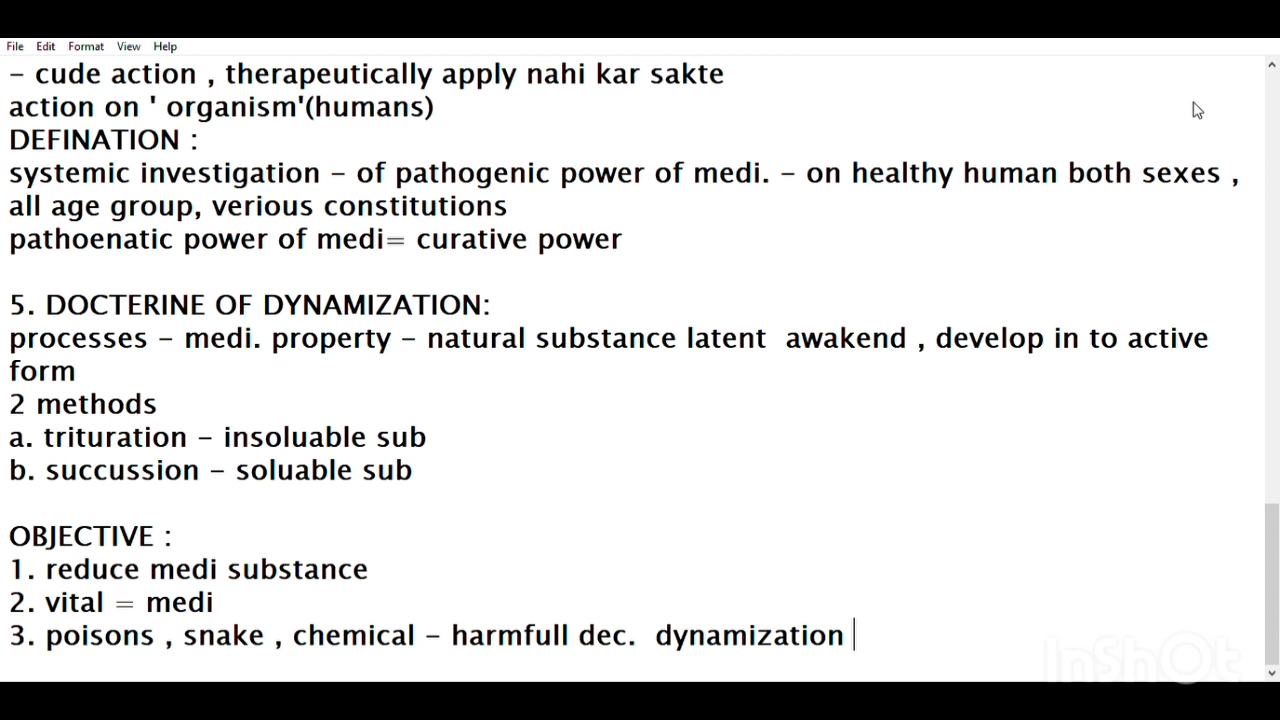 File Edit Format View Help
- cude action , therapeutically apply nahi kar sakte
action on ' organism'(humans)
DEFINATION :
systemic investigation - of pathogenic power of medi. - on healthy human both sexes ,
all age group, verious constitutions
pathoenatic power of medi= curative power
5. DOCTERINE OF DYNAMIZATION:
processes - medi. property - natural substance latent  awakend , develop in to active
form
2 methods
a. trituration - insoluable sub
b. succussion - soluable sub
OBJECTIVE :
1. reduce medi substance
2. vital = medi
3. poisons , snake , chemical - harmfull dec.  dynamization
InShOt